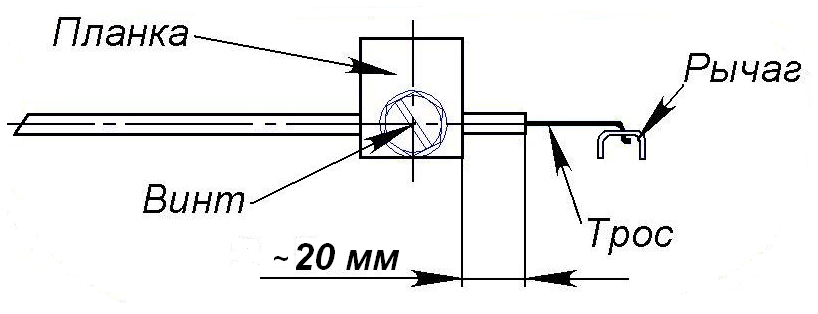 Планка
Рычаг
Винт
Трос
~20 мм